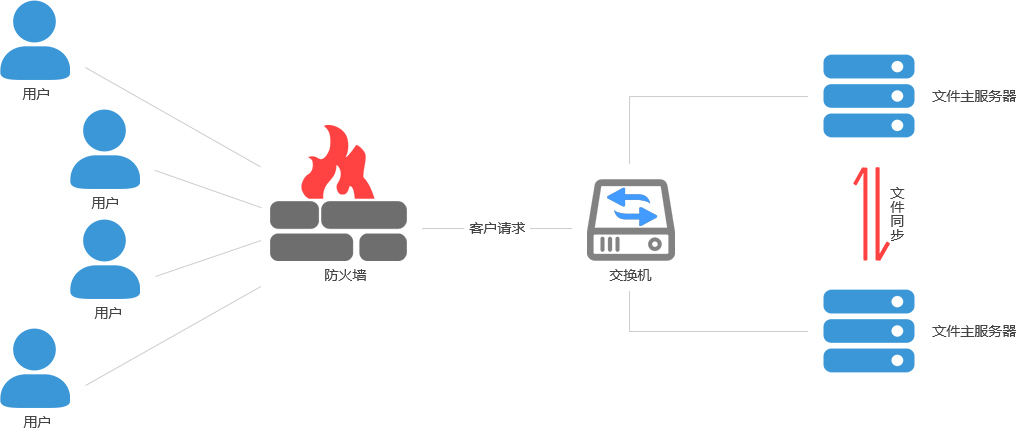 用户
用户
用户
用户
防火墙
客户请求
交换机
文件主服务器
文件同步
文件主服务器